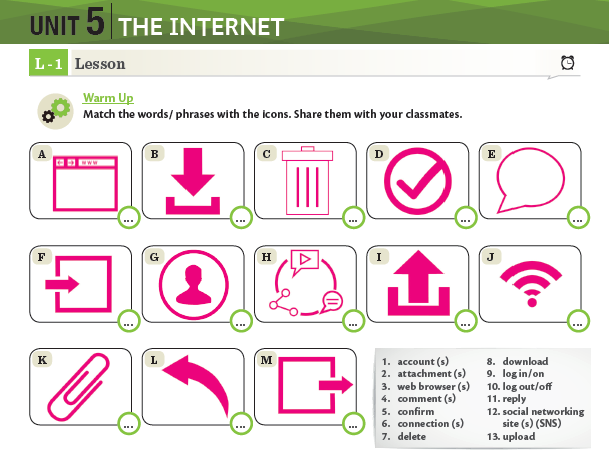 UNIT 5 THE INTERNET
L - 1 Lesson
Warm Up
Match the words/ phrases with the icons. Share them with your classmates.
A
WWW
...
B
...
C
...
D
...
E
...
F
...
G
...
H
...
I
...
J
...
K
...
L
...
M
...
1. account (s)
2. attachment (s)
3. web browser (s)
4. comment (s)
5. confirm
6. connection (s)
7. delete
8. download
9. log in/on
10. log out/off
11. reply
12. social networking
site (s) (SNS)
13. upload